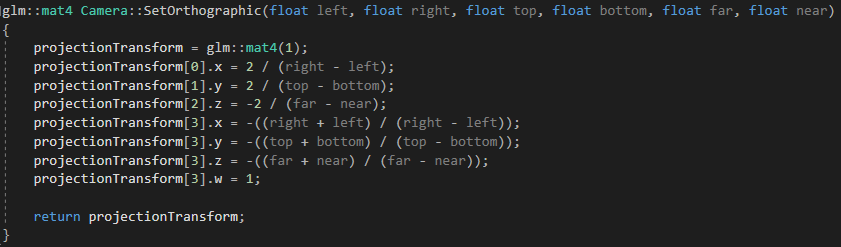 glm::mat4 Camera::SetOrthographic(float left, float right, float top, float bottom, float far, float near)
{
    projectionTransform = glm::mat4(1);
    projectionTransform[0].x = 2 / (right - left);
    projectionTransform[1].y = 2 / (top - bottom);
    projectionTransform[2].z = -2 / (far - near);
    projectionTransform[3].x = -((right + left) / (right - left));
    projectionTransform[3].y = -((top + bottom) / (top - bottom));
    projectionTransform[3].z = -((far + near) / (far - near));
    projectionTransform[3].w = 1;

    return projectionTransform;
}